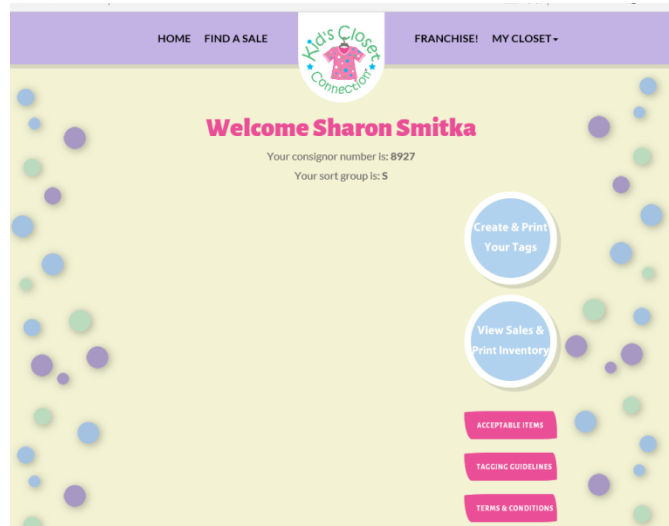 HOME FIND A SALE
Kid's Closet
Connection
FRANCHISE! MY CLOSET
Welcome Sharon Smitka
Your consignor number is: 8927
Your sort group is: S
Create & Print
Your Tags
View Sales &
Print Inventory
ACCEPTABLE ITEMS
TAGGING GUIDELINES
TERMS & CONDITIONS